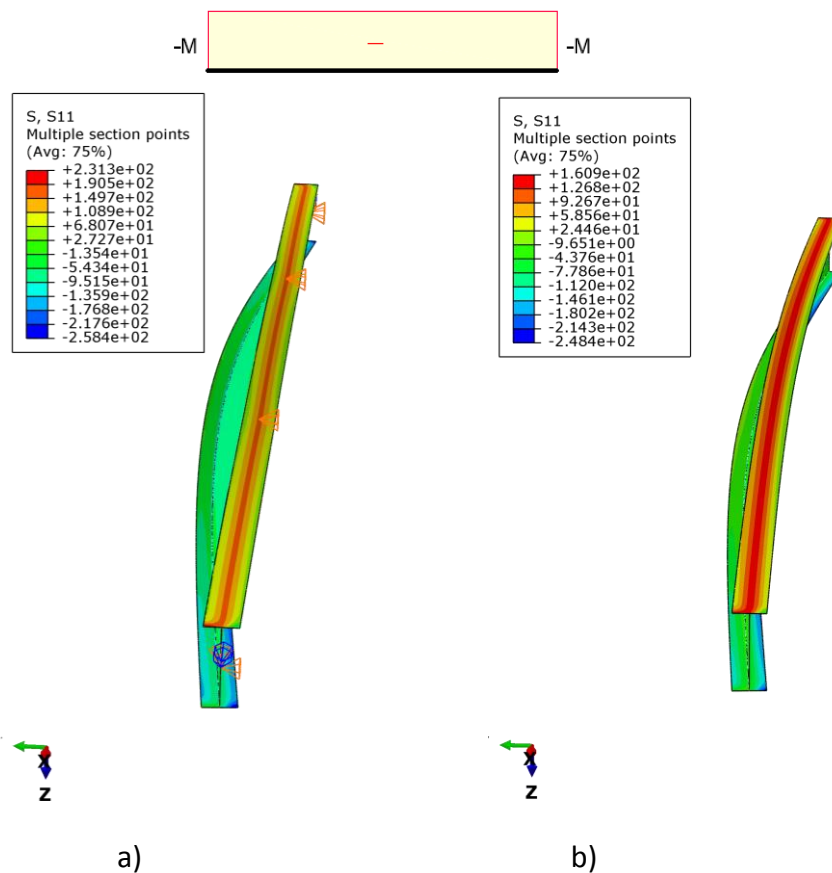 -M
−
-M
S, S11
Multiple section points
(Avg: 75%)
+2.313e+02
+1.905e+02
+1.497e+02
+1.089e+02
+6.807e+01
+2.727e+01
-1.354e+01
-5.434e+01
-9.515e+01
-1.359e+02
-1.768e+02
-2.176e+02
-2.584e+02
S, S11
Multiple section points
(Avg: 75%)
+1.609e+02
+1.268e+02
+9.267e+01
+5.856e+01
+2.446e+01
-9.651e+00
-4.376e+01
-7.786e+01
-1.120e+02
-1.461e+02
-1.802e+02
-2.143e+02
-2.484e+02
X
Z
X
Z
a)
b)